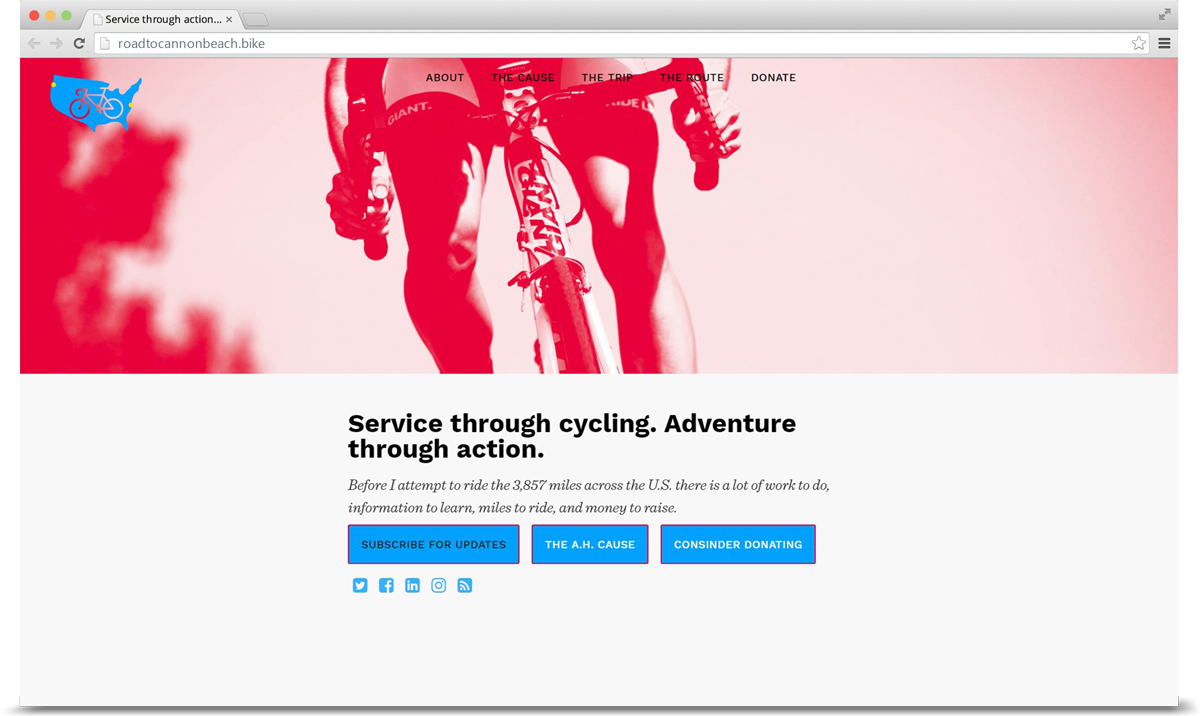 Service through action...
roadtocannonbeach.bike
ABOUT THE CAUSE THE TRIP THE ROUTE DONATE
GIANT.
RIDE LI
GIANT
Service through cycling. Adventure
through action.
Before I attempt to ride the 3,857 miles across the U.S. there is a lot of work to do,
information to learn, miles to ride, and money to raise.
SUBSCRIBE FOR UPDATES THE A.H. CAUSE CONSINDER DONATING